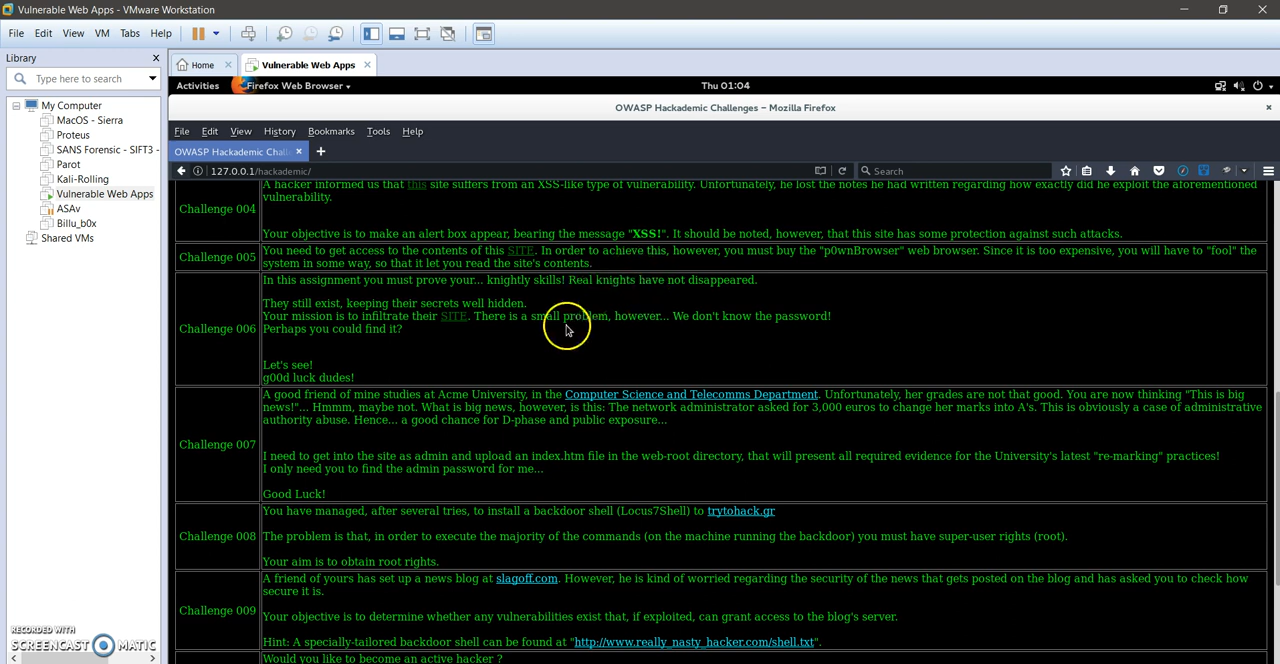 Vulnerable Web Apps - VMware Workstation
File Edit View VM Tabs Help
Library
Type here to search
My Computer
MacOS - Sierra
Proteus
SANS Forensic - SIFT3 -
Parot
Kali-Rolling
Vulnerable Web Apps
ASAv
Billu_b0x
Shared VMs
Home
Vulnerable Web Apps
Activities
Firefox Web Browser
Thu 01:04
OWASP Hackademic Challenges – Mozilla Firefox
File Edit View History Bookmarks Tools Help
OWASP Hackademic Chall
127.0.0.1/hackademic/
Search
Challenge 004
A hacker informed us that this site suffers from an XSS-like type of vulnerability. Unfortunately, he lost the notes he had written regarding how exactly did he exploit the aforementioned
vulnerability.
Your objective is to make an alert box appear, bearing the message "XSS!". It should be noted, however, that this site has some protection against such attacks.
Challenge 005
You need to get access to the contents of this SITE. In order to achieve this, however, you must buy the "p0wnBrowser" web browser. Since it is too expensive, you will have to "fool" the
system in some way, so that it let you read the site's contents.
Challenge 006
In this assignment you must prove your... knightly skills! Real knights have not disappeared.
They still exist, keeping their secrets well hidden.
Your mission is to infiltrate their SITE. There is a small problem, however... We don't know the password!
Perhaps you could find it?
Let's see!
g00d luck dudes!
Challenge 007
A good friend of mine studies at Acme University, in the Computer Science and Telecomms Department. Unfortunately, her grades are not that good. You are now thinking "This is big
news!"... Hmmm, maybe not. What is big news, however, is this: The network administrator asked for 3,000 euros to change her marks into A's. This is obviously a case of administrative
authority abuse. Hence... a good chance for D-phase and public exposure...
I need to get into the site as admin and upload an index.htm file in the web-root directory, that will present all required evidence for the University's latest "re-marking" practices!
I only need you to find the admin password for me...
Good Luck!
Challenge 008
You have managed, after several tries, to install a backdoor shell (Locus7Shell) to trytohack.gr
The problem is that, in order to execute the majority of the commands (on the machine running the backdoor) you must have super-user rights (root).
Your aim is to obtain root rights.
Challenge 009
A friend of yours has set up a news blog at slagoff.com. However, he is kind of worried regarding the security of the news that gets posted on the blog and has asked you to check how
secure it is.
Your objective is to determine whether any vulnerabilities exist that, if exploited, can grant access to the blog's server.
Hint: A specially-tailored backdoor shell can be found at "http://www.really_nasty_hacker.com/shell.txt".
Would you like to become an active hacker ?
RECORDED WITH
SCREENCAST MATIC